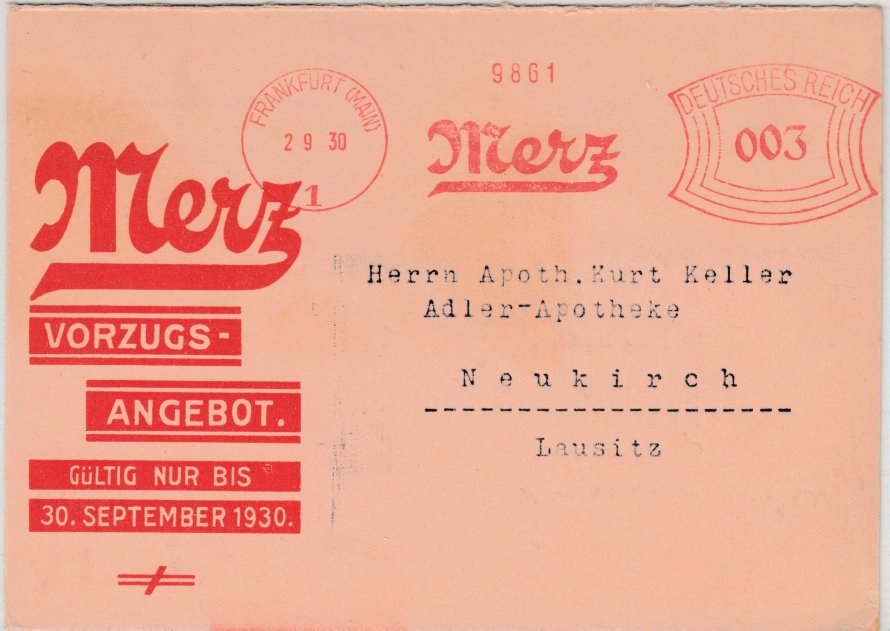 FRANKFURT (MAIN)
2 9 30
1
9861
Merz
DEUTSCHES REICH
003
Merz
VORZUGS-
ANGEBOT.
GÜLTIG NUR BIS
30. SEPTEMBER 1930.
Herrn Apoth. Kurt Keller
Adler-Apotheke
Neukirch
Lausitz